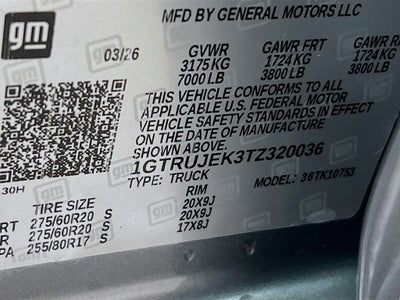 MFD BY GENERAL MOTORS LLC
gm
03/26 GVWR GAWR FRT GAWR
3175 KG 1724 KG 1724 KG
7000 LB 3800 LB 3800 LB
THIS VEHICLE CONFORMS TO ALL
APPLICABLE U.S. FEDERAL MOTOR
VEHICLE SAFETY STANDARDS IN EFFECT
ON THE DATE OF MANUFACTURE
SHOWN ABOVE.
1GTRUJEK3TZ320036
TYPE: TRUCK MODEL: 36TK10753
30H
TIRE SIZE RIM
275/60R20 S 20X9J
275/60R20 S 20X9J
255/80R17 S 17X8J